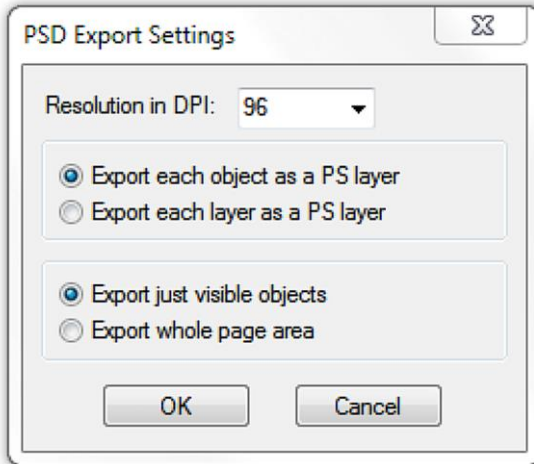 PSD Export Settings
Resolution in DPI: 96
Export each object as a PS layer
Export each layer as a PS layer
Export just visible objects
Export whole page area
OK Cancel